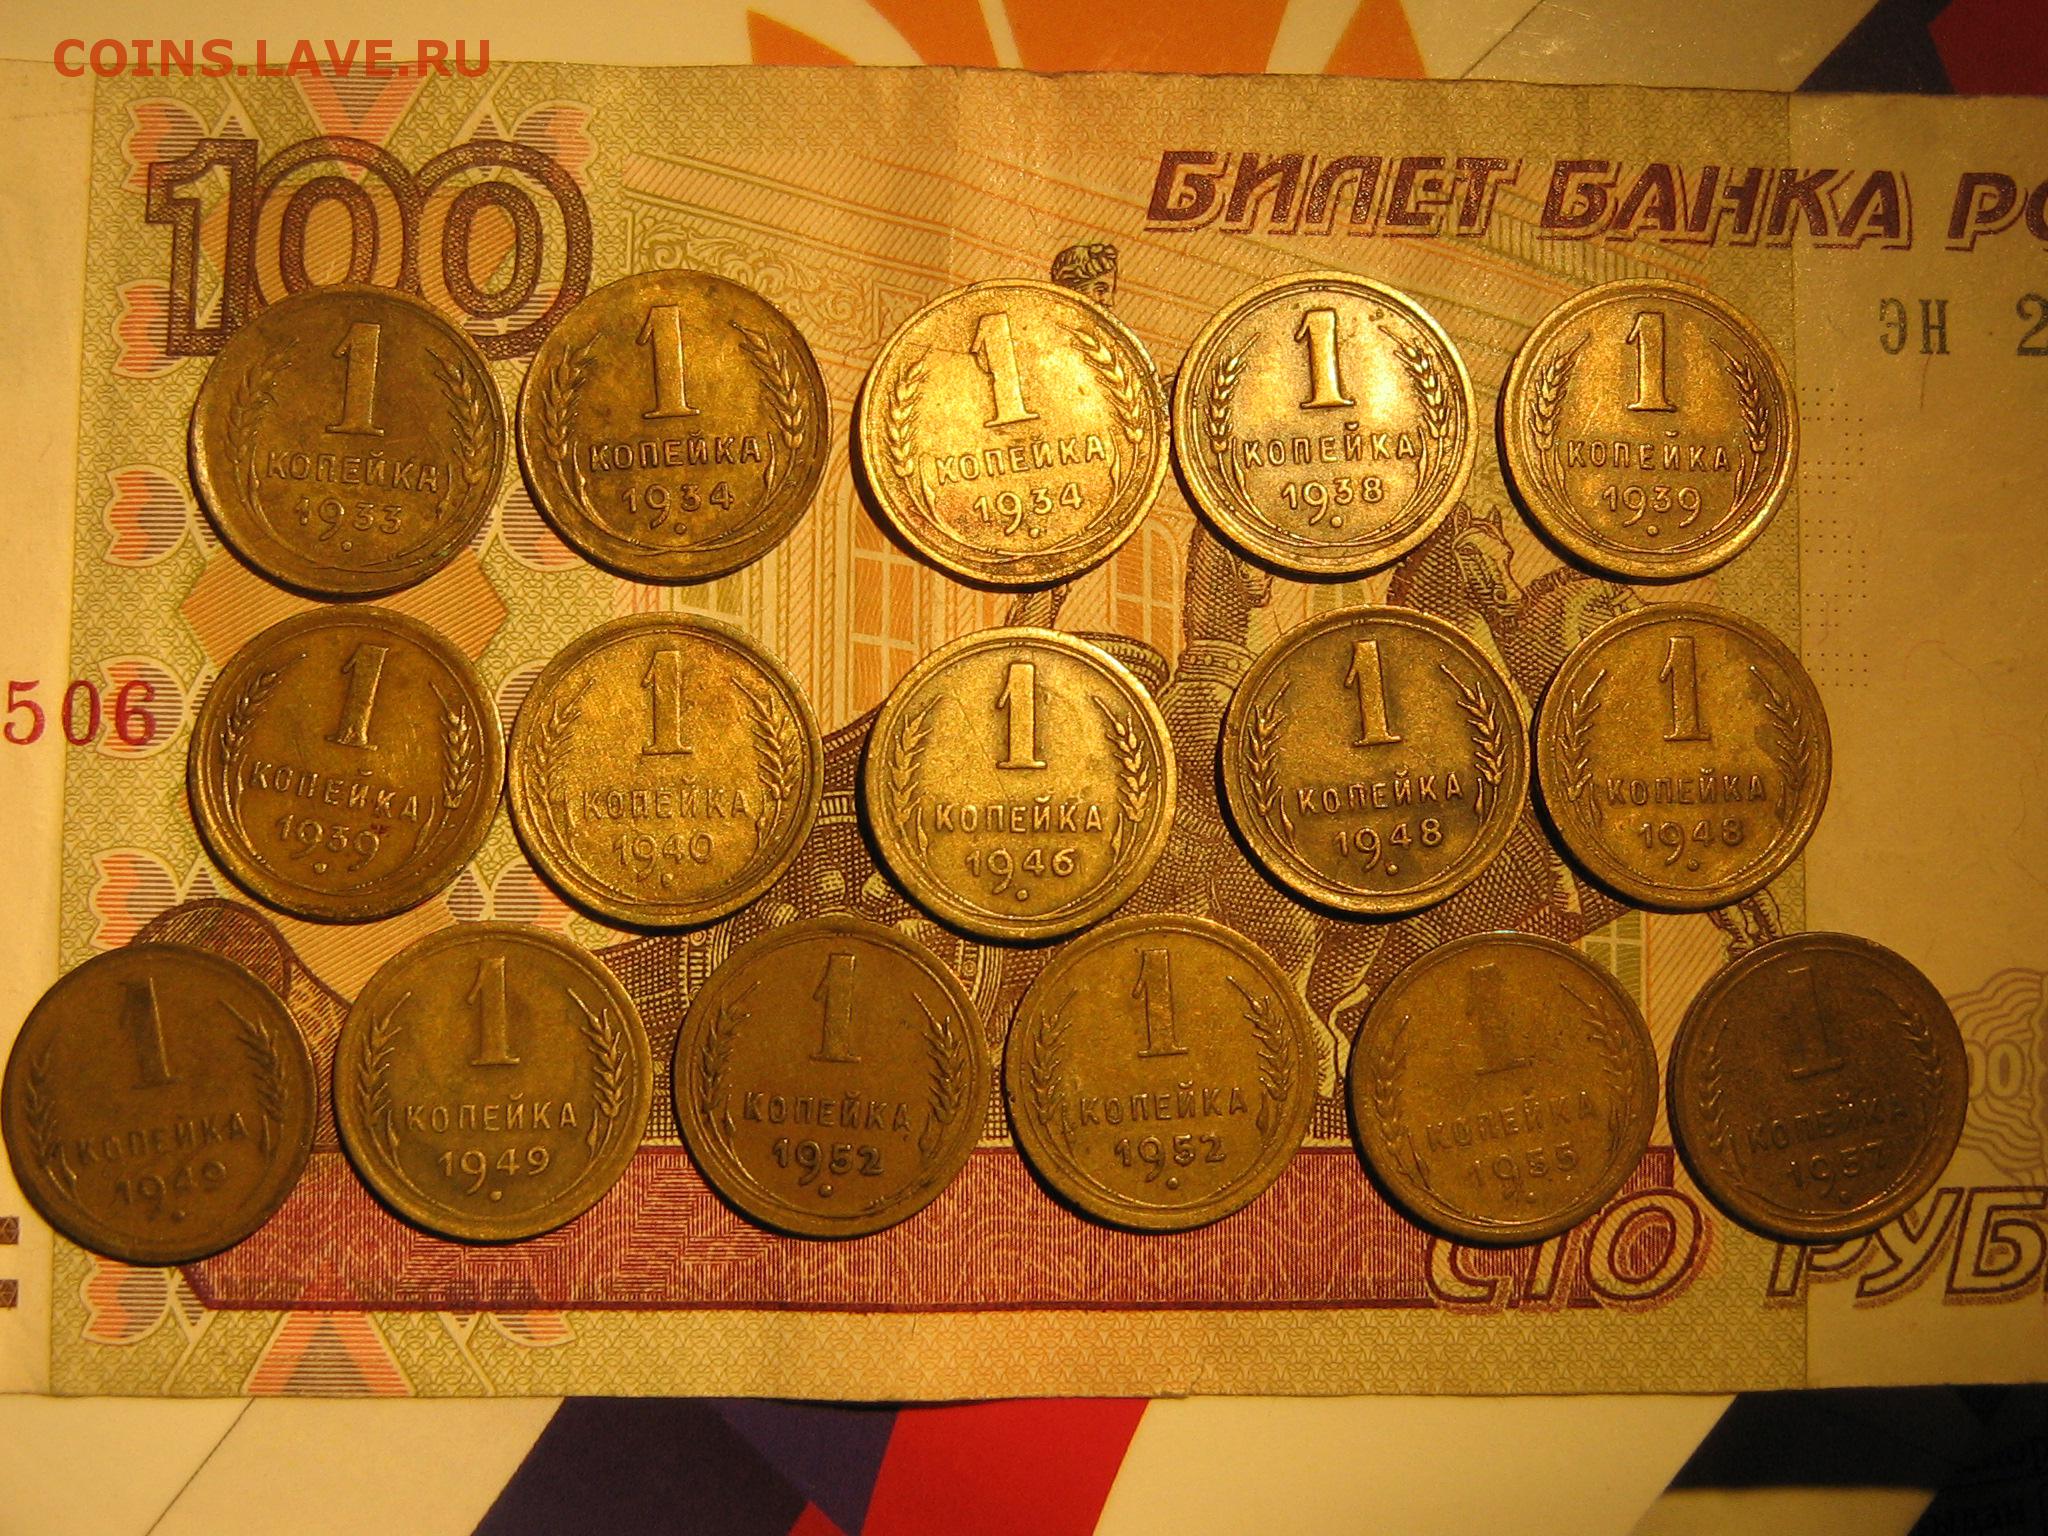 COINS.LAVE.RU
100
БИЛЕТ БАНКА
ЭН 2
1 КОПЕЙКА 1933
1 КОПЕЙКА 1934
1 КОПЕЙКА 1934
1 КОПЕЙКА 1938
1 КОПЕЙКА 1939
506
1 КОПЕЙКА 1939
1 КОПЕЙКА 1940
1 КОПЕЙКА 1946
1 КОПЕЙКА 1948
1 КОПЕЙКА 1948
1 КОПЕЙКА 1949
1 КОПЕЙКА 1949
1 КОПЕЙКА 1952
1 КОПЕЙКА 1952
1 КОПЕЙКА 1955
1 КОПЕЙКА 1957
СТО РУБ